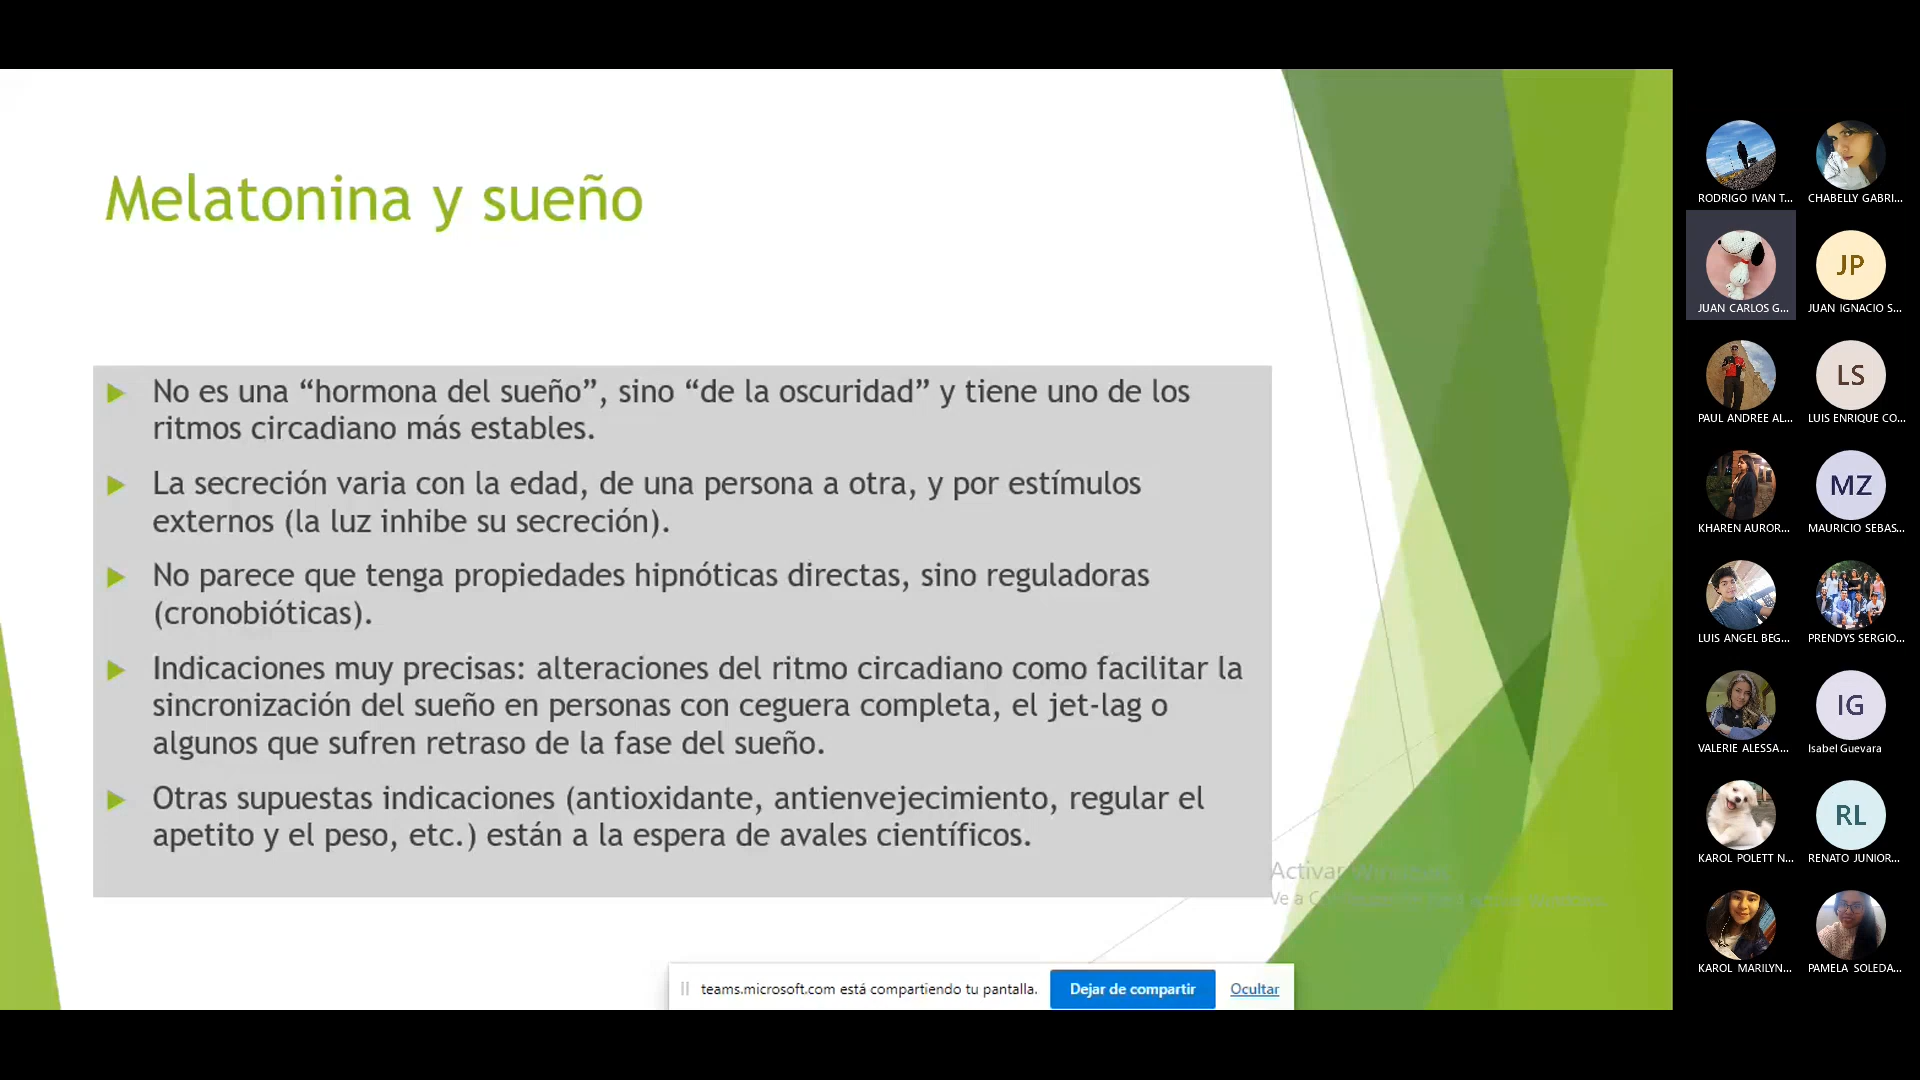 Melatonina y sueño
No es una “hormona del sueño”, sino “de la oscuridad” y tiene uno de los
ritmos circadiano más estables.
La secreción varia con la edad, de una persona a otra, y por estímulos
externos (la luz inhibe su secreción).
No parece que tenga propiedades hipnóticas directas, sino reguladoras
(cronobióticas).
Indicaciones muy precisas: alteraciones del ritmo circadiano como facilitar la
sincronización del sueño en personas con ceguera completa, el jet-lag o
algunos que sufren retraso de la fase del sueño.
Otras supuestas indicaciones (antioxidante, antienvejecimiento, regular el
apetito y el peso, etc.) están a la espera de avales científicos.
Activar Windows
Ve a
teams.microsoft.com está compartiendo tu pantalla.
Dejar de compartir
Ocultar
RODRIGO IVAN T...
CHABELLY GABRI...
JUAN CARLOS G...
JP
JUAN IGNACIO S...
PAUL ANDREE AL...
LS
LUIS ENRIQUE CO...
KHAREN AUROR...
MZ
MAURICIO SEBAS...
LUIS ANGEL BEG...
PRENDYS SERGIO...
VALERIE ALESSA...
IG
Isabel Guevara
KAROL POLETT N...
RL
RENATO JUNIOR...
KAROL MARILYN...
PAMELA SOLEDA...